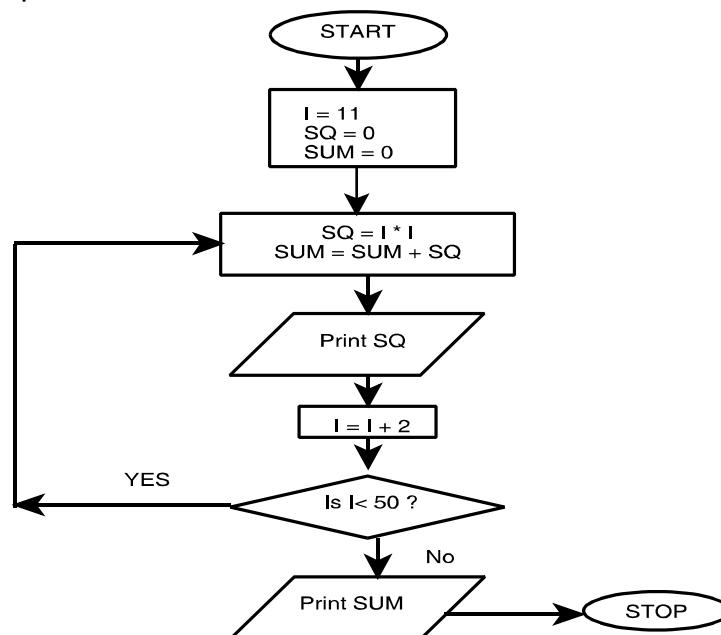 START
I = 11
SQ = 0
SUM = 0
SQ = I * I
SUM = SUM + SQ
Print SQ
I = I + 2
YES
Is I< 50 ?
No
Print SUM
STOP